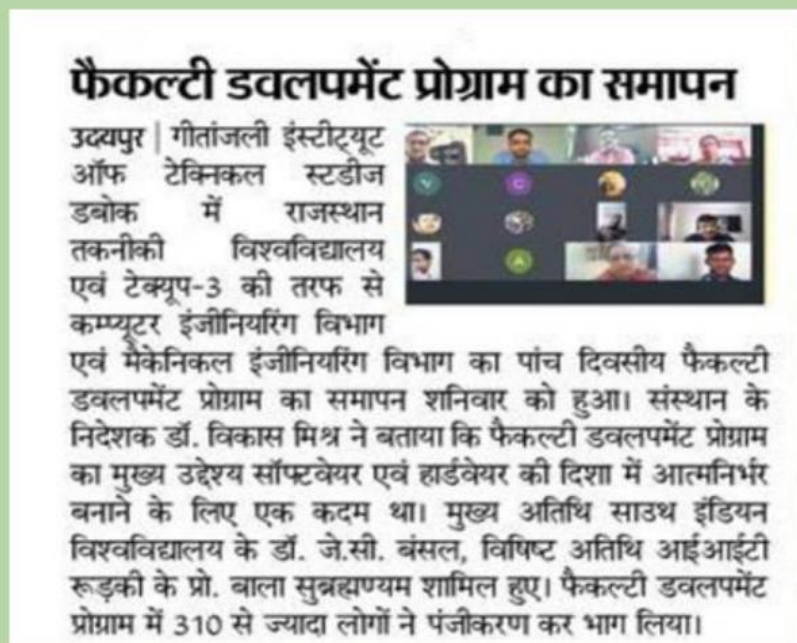 फैकल्टी डवलपमेंट प्रोग्राम का समापन
उदयपुर | गीतांजली इंस्टीट्यूट
ऑफ टेक्निकल स्टडीज
डबोक में राजस्थान
तकनीकी विश्वविद्यालय
एवं टेक्यूप-3 की तरफ से
कम्प्यूटर इंजीनियरिंग विभाग
एवं मैकेनिकल इंजीनियरिंग विभाग का पांच दिवसीय फैकल्टी
डवलपमेंट प्रोग्राम का समापन शनिवार को हुआ। संस्थान के
निदेशक डॉ. विकास मिश्र ने बताया कि फैकल्टी डवलपमेंट प्रोग्राम
का मुख्य उद्देश्य सॉफ्टवेयर एवं हार्डवेयर की दिशा में आत्मनिर्भर
बनाने के लिए एक कदम था। मुख्य अतिथि साउथ इंडियन
विश्वविद्यालय के डॉ. जे.सी. बंसल, विषिष्ट अतिथि आईआईटी
रूड़की के प्रो. बाला सुब्रह्मण्यम शामिल हुए। फैकल्टी डवलपमेंट
प्रोग्राम में 310 से ज्यादा लोगों ने पंजीकरण कर भाग लिया।
V
C
A